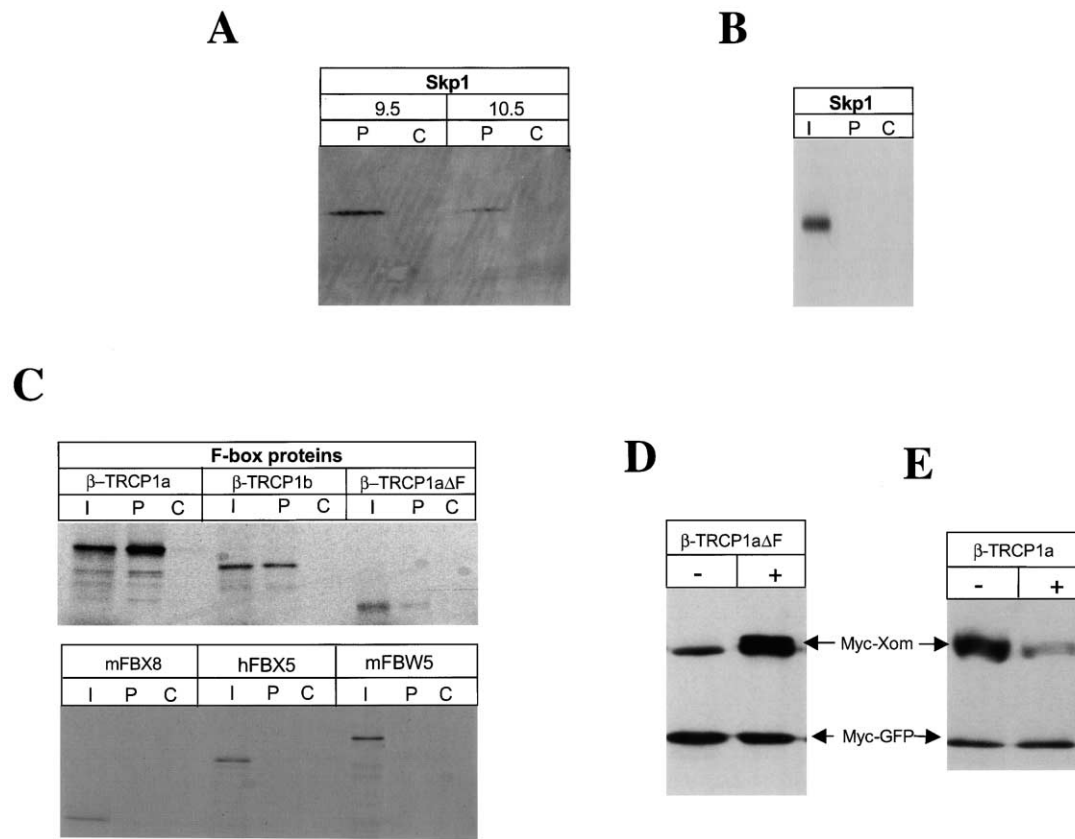 A
B
Skp1
9.5 10.5
P C P C
Skp1
I P C
C
F-box proteins
β–TRCP1a β-TRCP1b β–TRCP1aΔF
I P C I P C I P C
mFBX8 hFBX5 mFBW5
I P C I P C I P C
D
E
β-TRCP1aΔF
- +
β-TRCP1a
- +
Myc-Xom
Myc-GFP